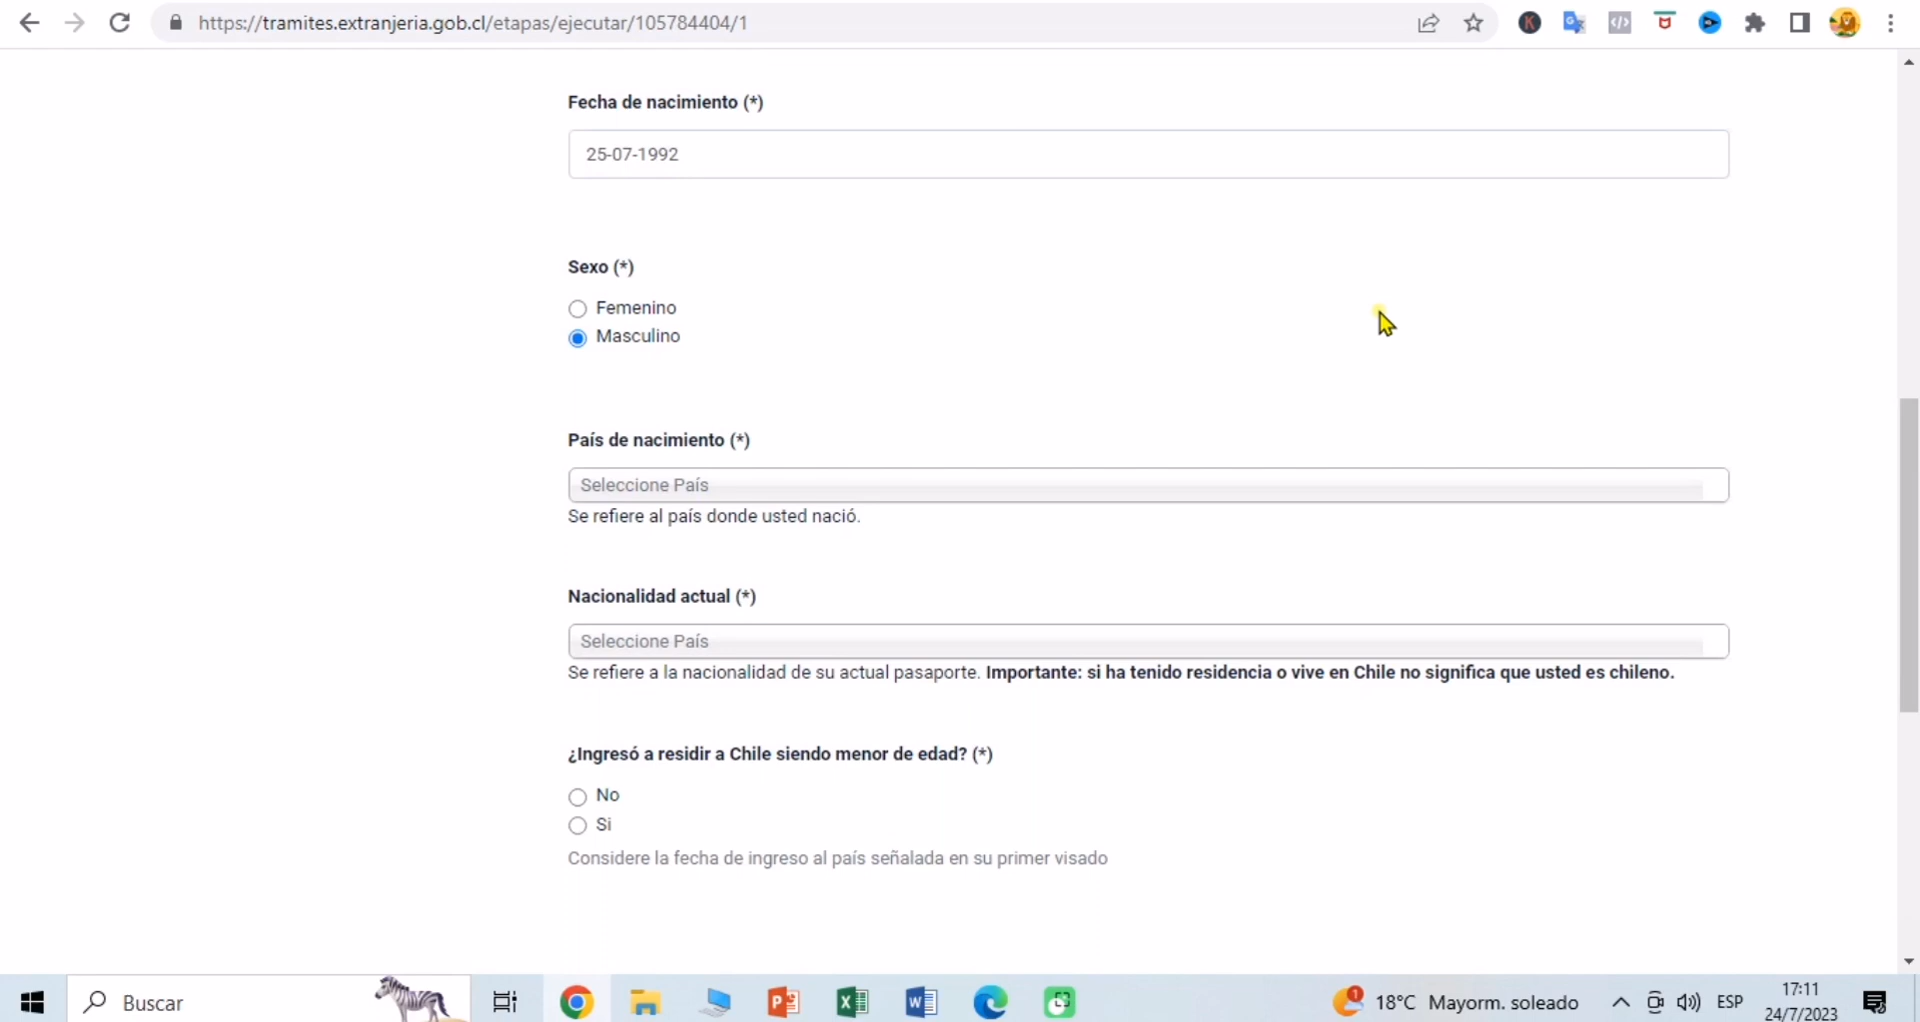 https://tramites.extranjeria.gob.cl/etapas/ejecutar/105784404/1
Fecha de nacimiento (*)
25-07-1992
Sexo (*)
Femenino
Masculino
País de nacimiento (*)
Seleccione País
Se refiere al país donde usted nació.
Nacionalidad actual (*)
Seleccione País
Se refiere a la nacionalidad de su actual pasaporte. Importante: si ha tenido residencia o vive en Chile no significa que usted es chileno.
¿Ingresó a residir a Chile siendo menor de edad? (*)
No
Si
Considere la fecha de ingreso al país señalada en su primer visado
Buscar
1
18°C Mayorm. soleado
ESP
17:11
24/7/2023